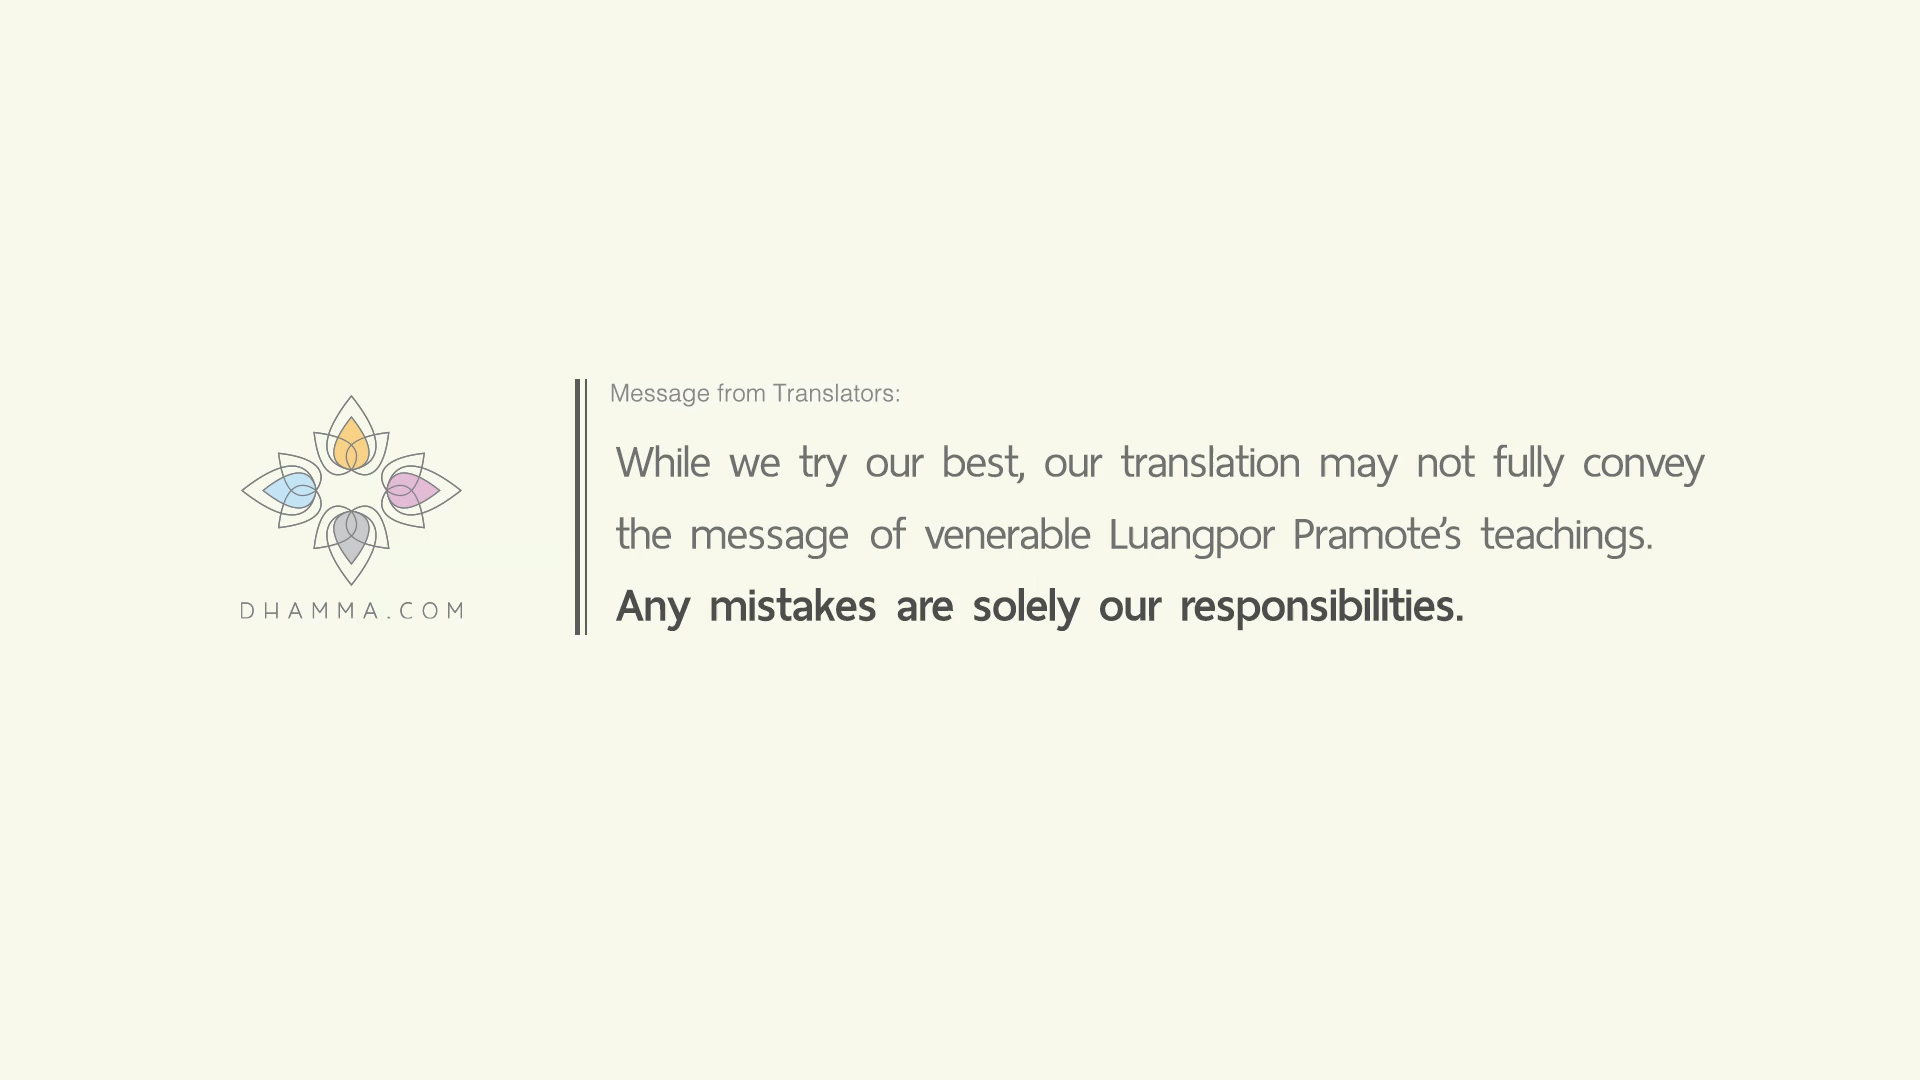 DHAMMA.COM
Message from Translators:
While we try our best, our translation may not fully convey
the message of venerable Luangpor Pramote’s teachings.
Any mistakes are solely our responsibilities.